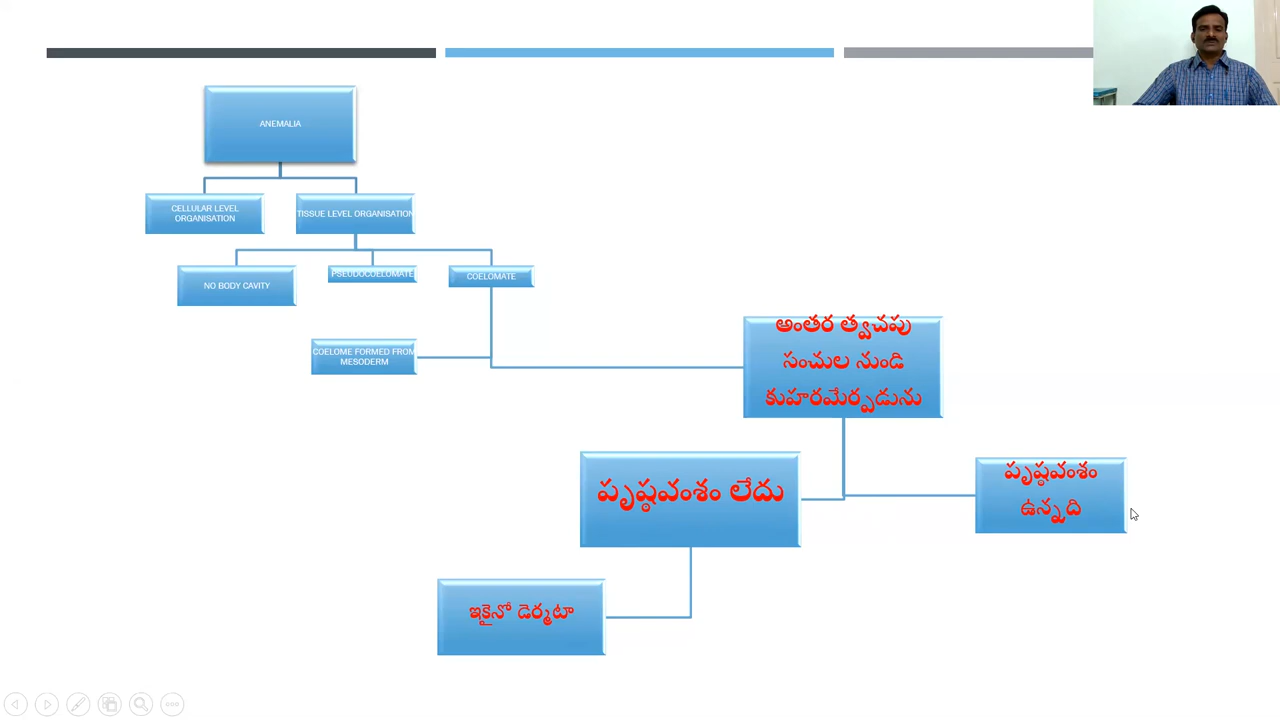 ANEMALIA
CELLULAR LEVEL
ORGANISATION
TISSUE LEVEL ORGANISATION
NO BODY CAVITY
PSEUDOCOELOMATE
COELOMATE
COELOME FORMED FROM
MESODERM
అంతర త్వచపు
సంచుల నుండి
కుహరమేర్పడును
పృష్ఠవంశం లేదు
పృష్ఠవంశం
ఉన్నది
ఇకైనో డెర్మటా